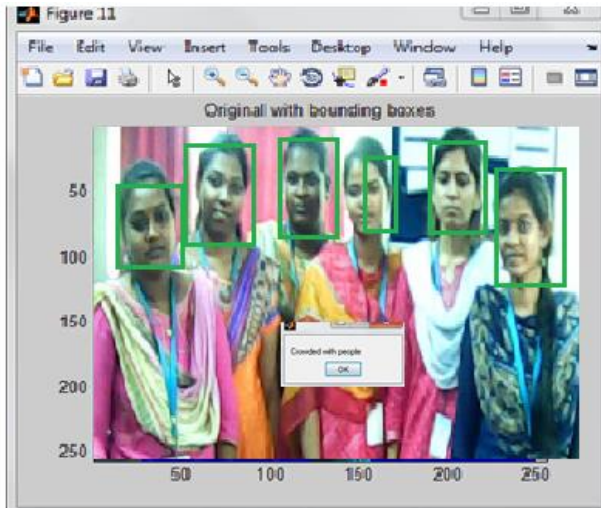 Figure 11
File Edit View Insert Tools Desktop Window Help
Original with bounding boxes
50
100
150
200
250
Crowded with people
OK
50 100 150 200 250